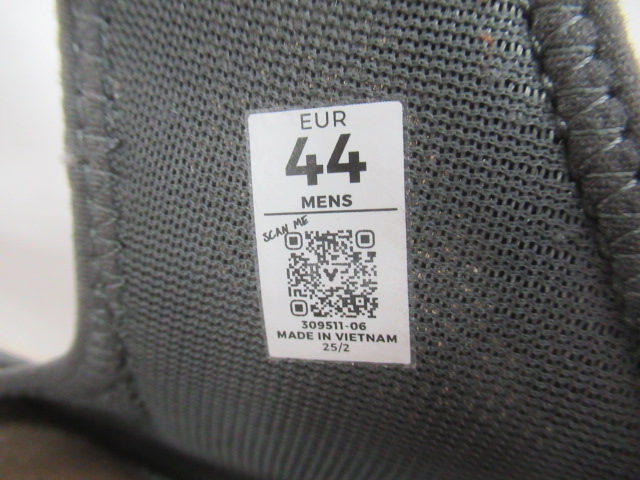 EUR
44
MENS
SCAN ME
309511-06
MADE IN VIETNAM
25/2